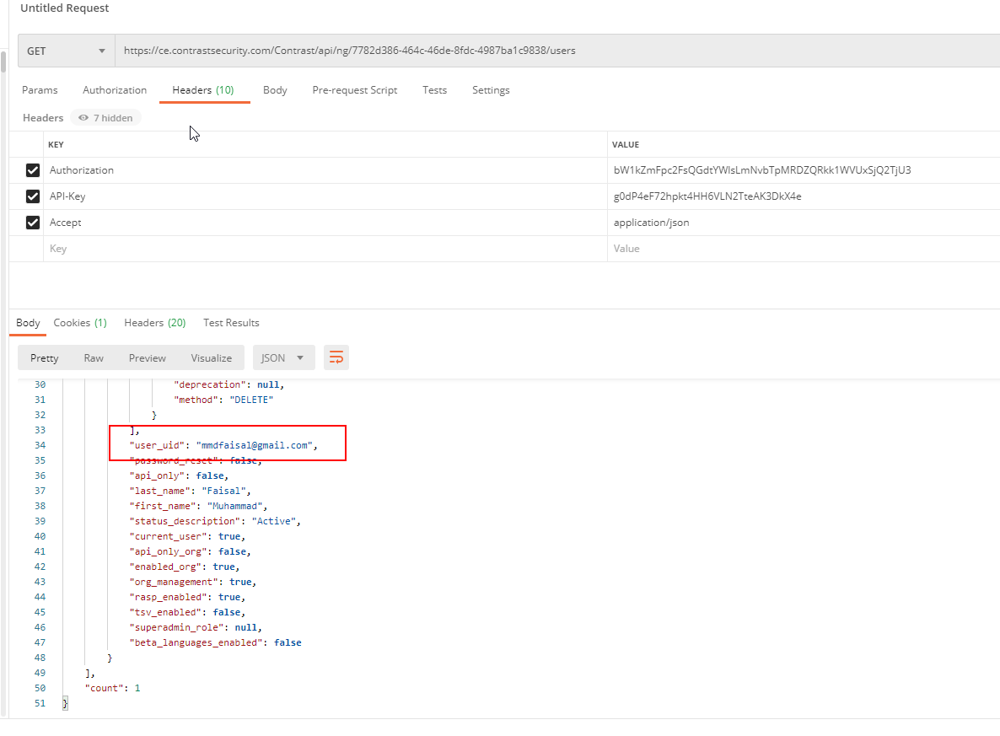 Untitled Request
GET https://ce.contrastsecurity.com/Contrast/api/ng/7782d386-464c-46de-8fdc-4987ba1c9838/users
Params Authorization Headers (10) Body Pre-request Script Tests Settings
Headers 7 hidden
KEY VALUE
Authorization bW1kZmFpc2FsQGdtYWlsLmNvbTpMRDZQRkk1WVUxSjQ2TjU3
API-Key g0dP4eF72hpkt4HH6VLN2TteAK3DkX4e
Accept application/json
Key Value
Body Cookies (1) Headers (20) Test Results
Pretty Raw Preview Visualize JSON
30 "deprecation": null,
31 "method": "DELETE"
32 }
33 ],
34 "user_uid": "mmdfaisal@gmail.com",
35 "password_reset": false,
36 "api_only": false,
37 "last_name": "Faisal",
38 "first_name": "Muhammad",
39 "status_description": "Active",
40 "current_user": true,
41 "api_only_org": false,
42 "enabled_org": true,
43 "org_management": true,
44 "rasp_enabled": true,
45 "tsv_enabled": false,
46 "superadmin_role": null,
47 "beta_languages_enabled": false
48 }
49 ],
50 "count": 1
51 }